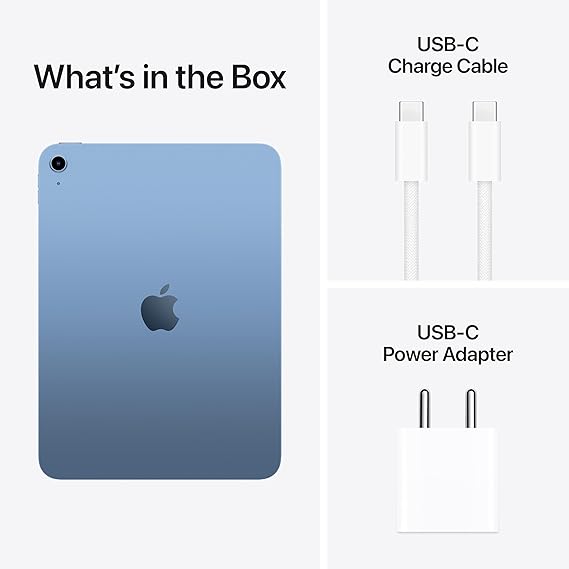 What's in the Box
USB-C
Charge Cable
USB-C
Power Adapter